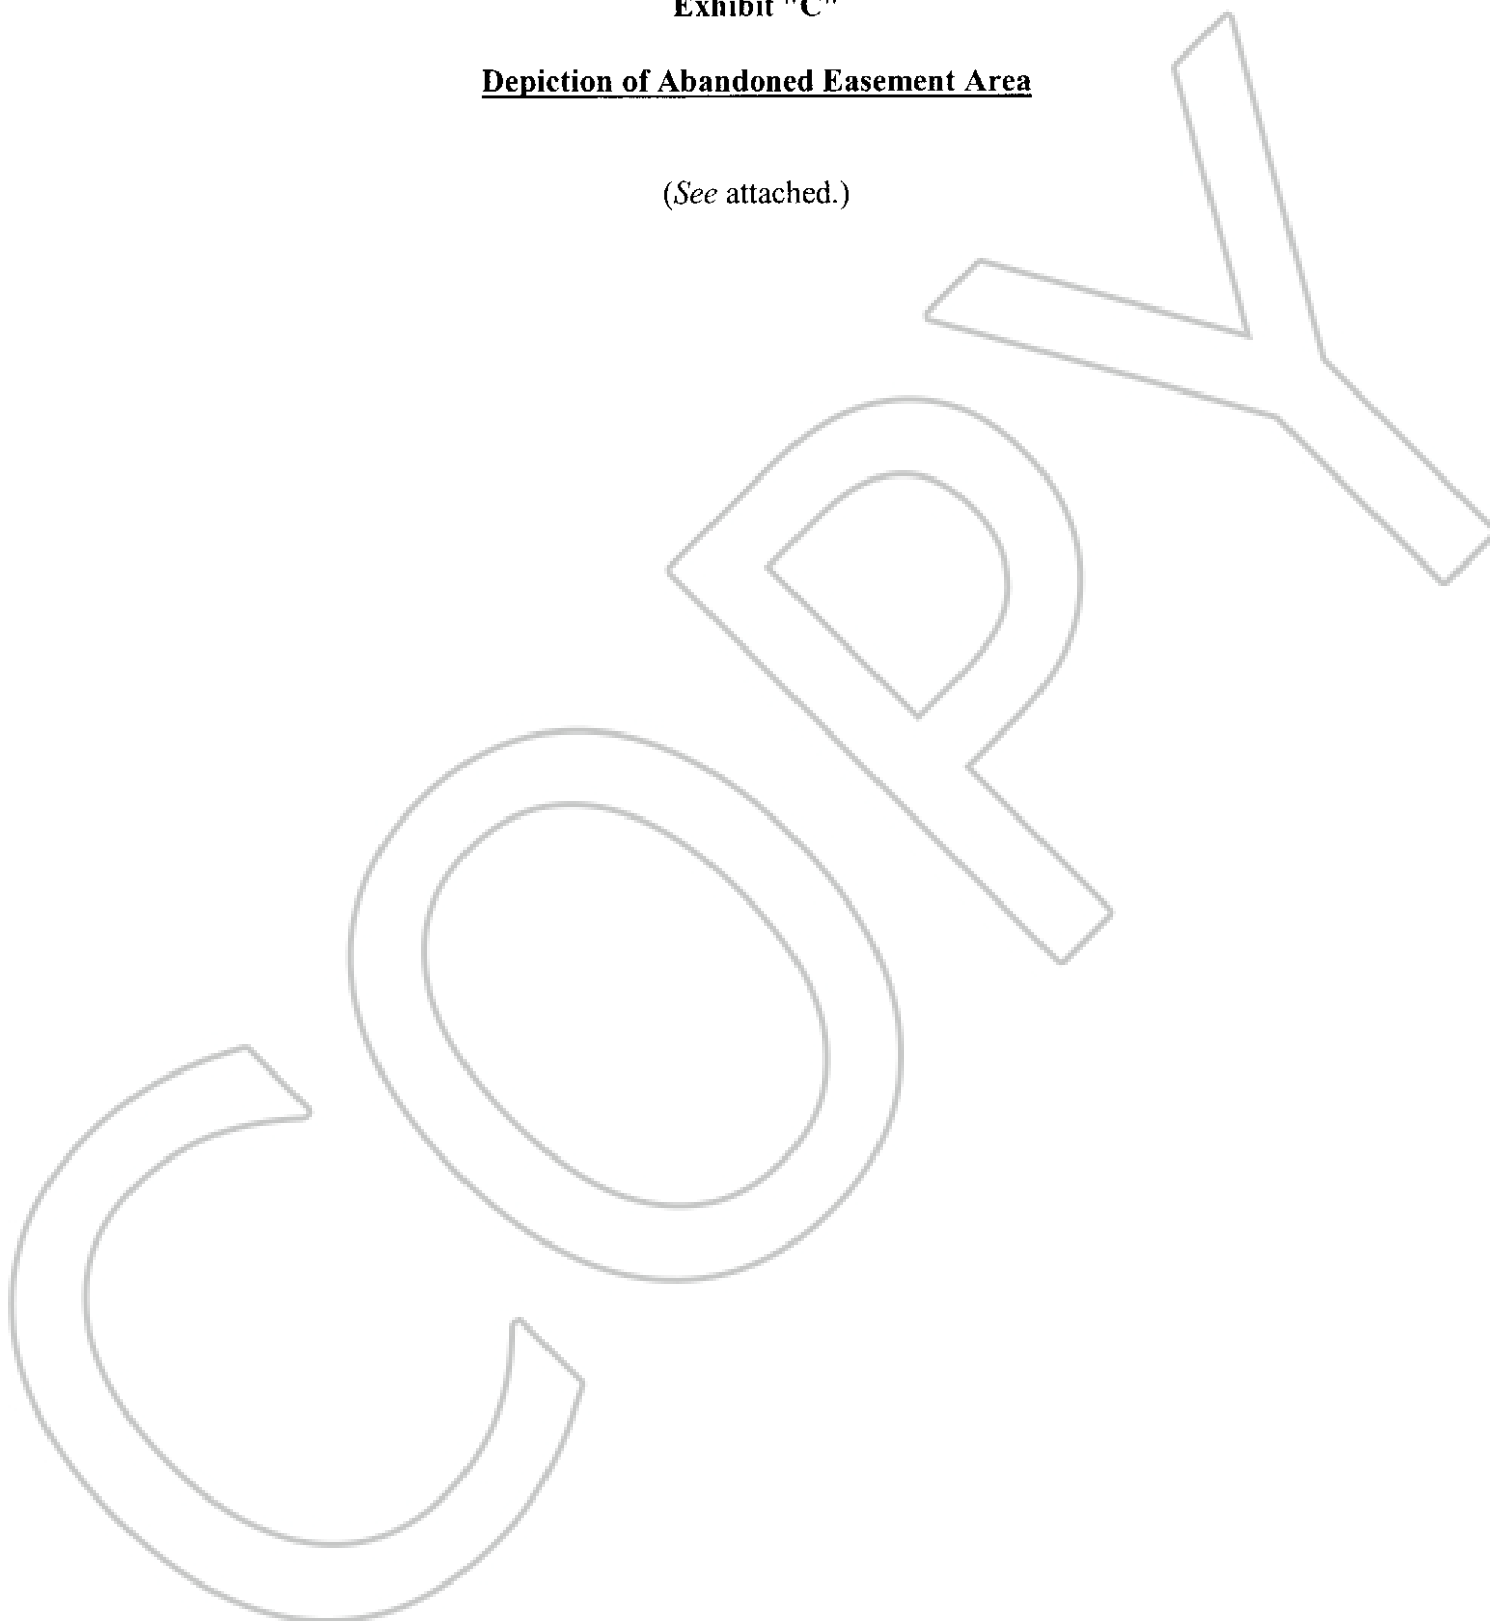 Exhibit "C"
Depiction of Abandoned Easement Area
(See attached.)
COPY